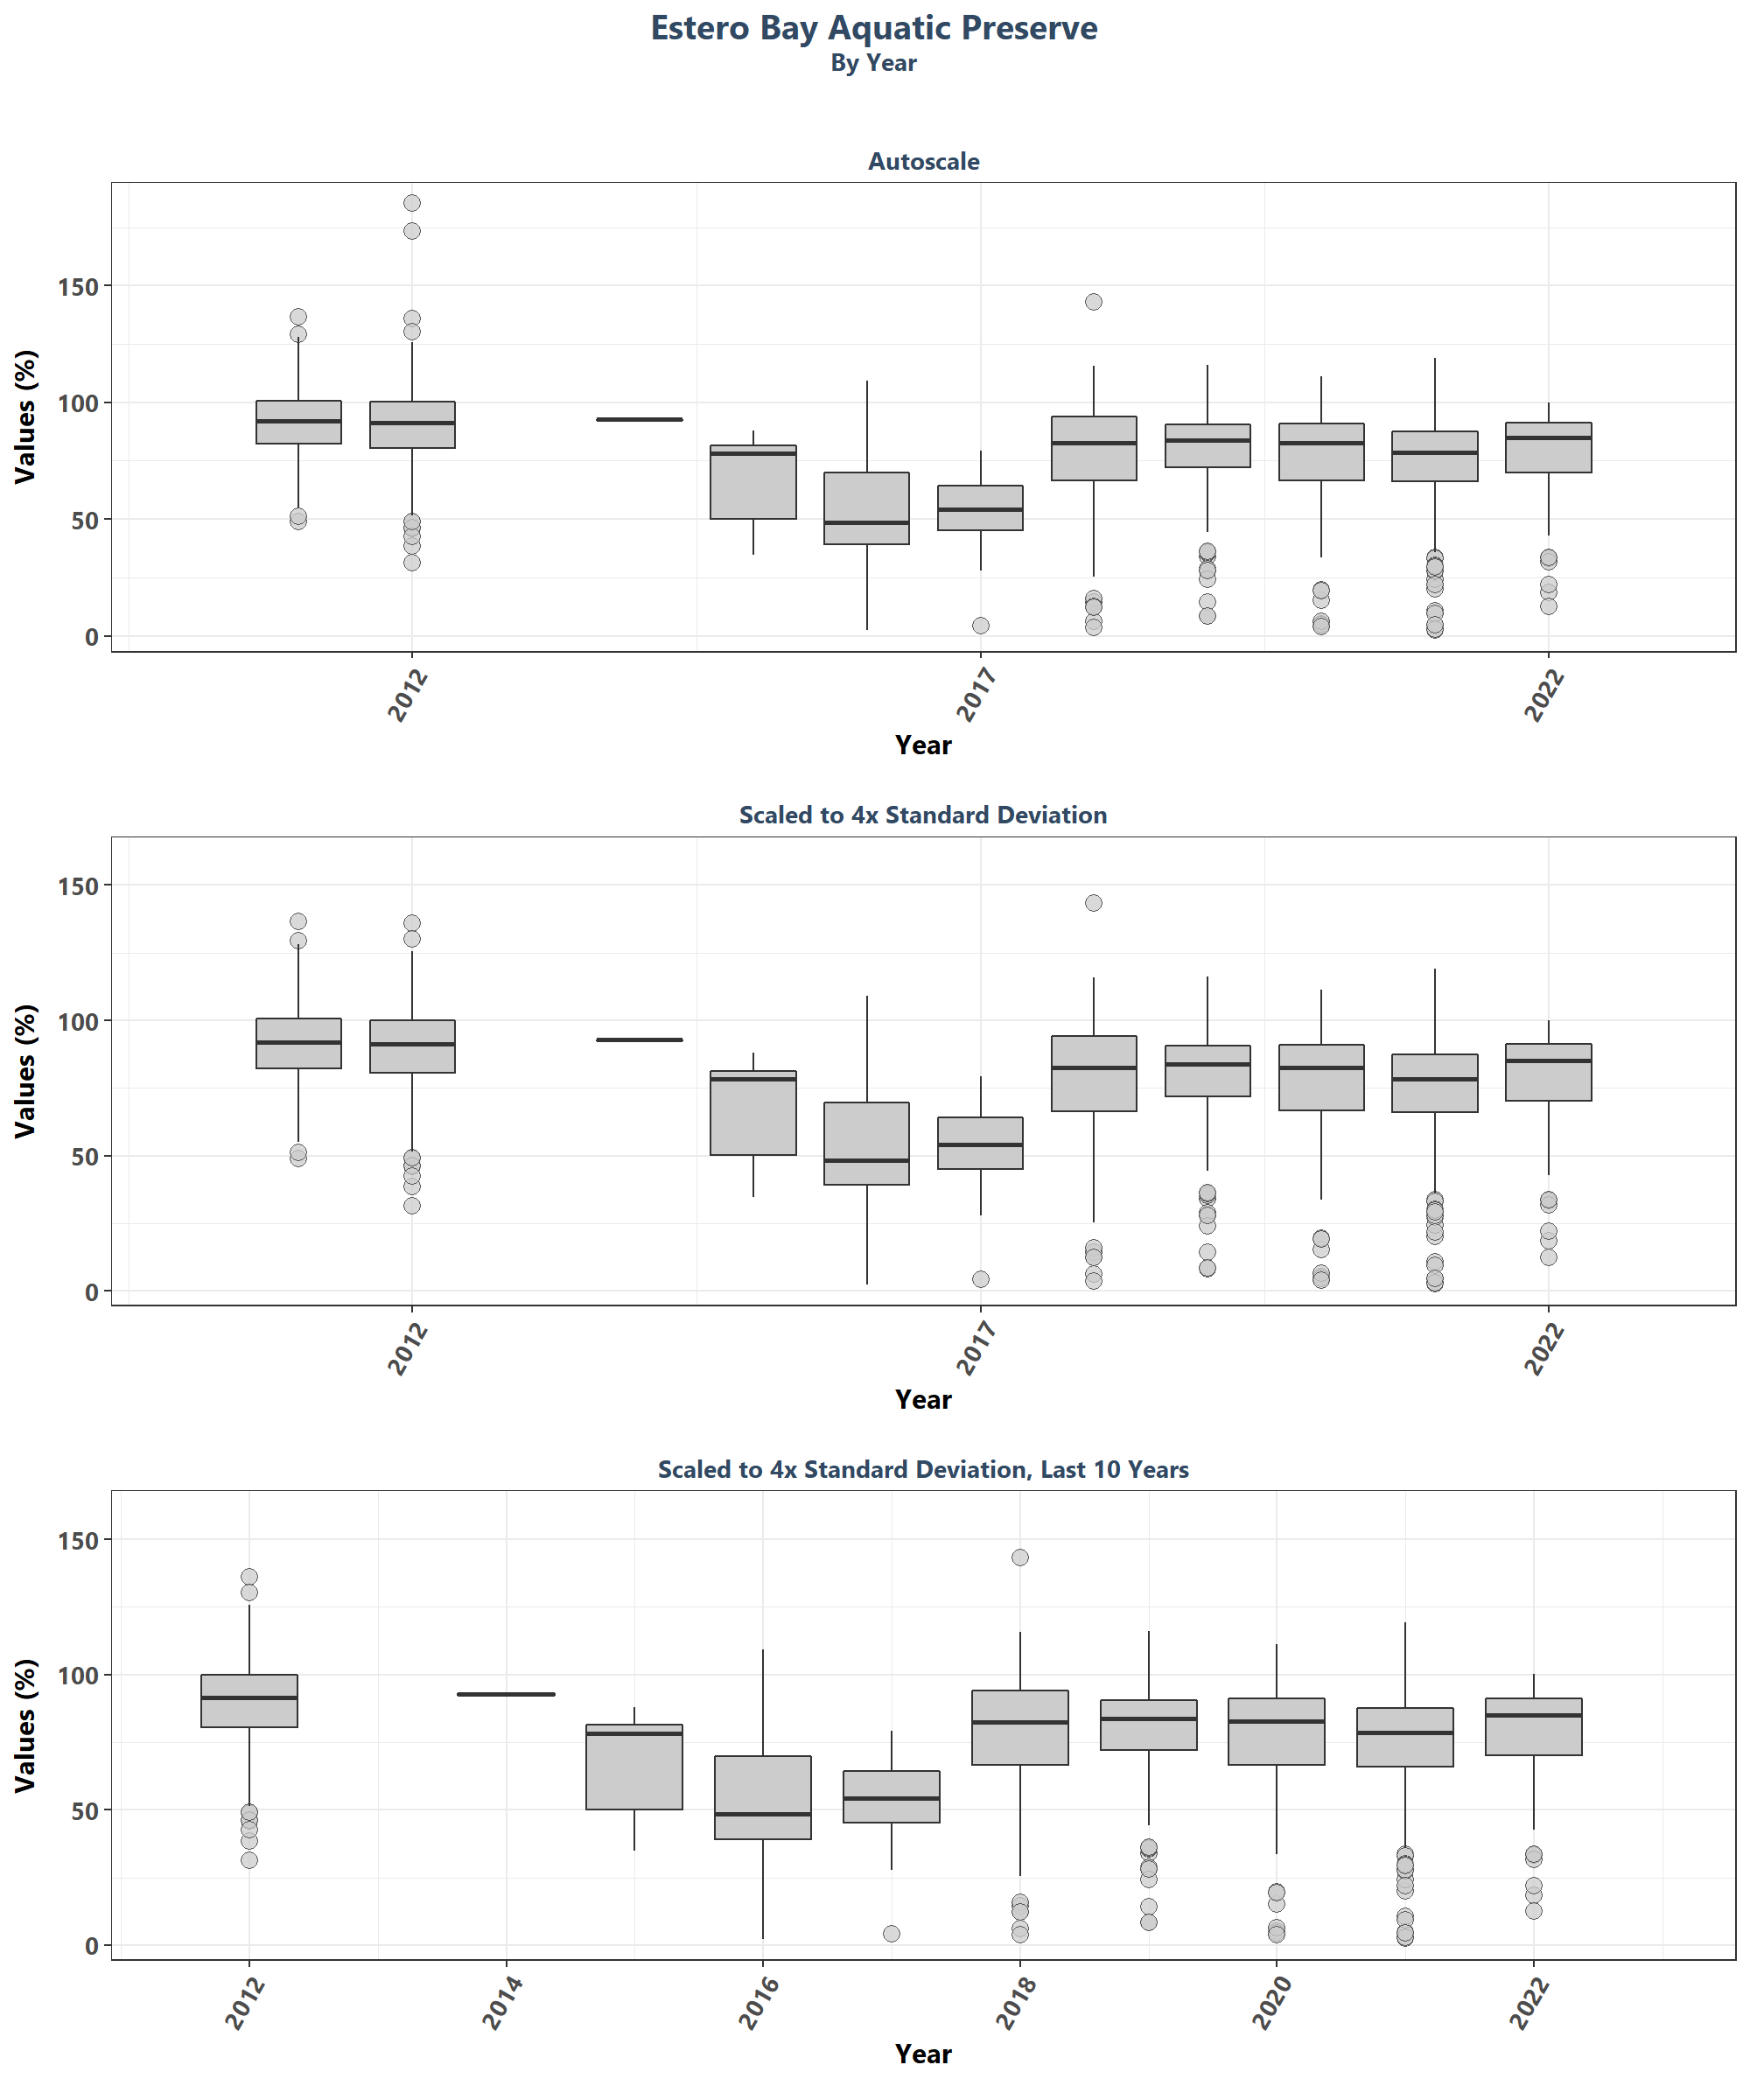 Estero Bay Aquatic Preserve
By Year
Autoscale
Values (%)
150
100
50
0
2012
2017
2022
Year
Scaled to 4x Standard Deviation
Values (%)
150
100
50
0
2012
2017
2022
Year
Scaled to 4x Standard Deviation, Last 10 Years
Values (%)
150
100
50
0
2012
2014
2016
2018
2020
2022
Year